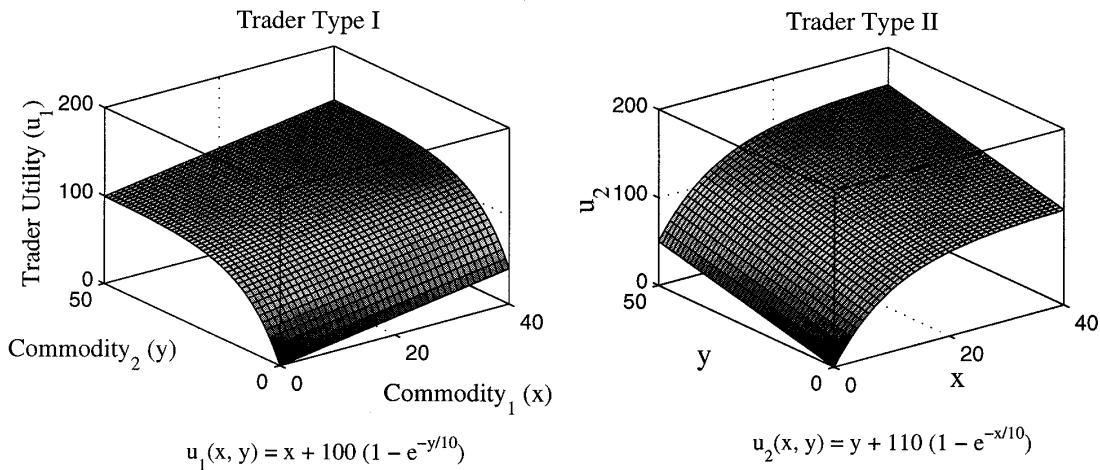 Trader Type I
Trader Utility (u₁)
200
100
0
50
0
0
20
40
Commodity₂ (y)
Commodity₁ (x)
u₁(x, y) = x + 100 (1 – e^{–y/10})
Trader Type II
u₂
200
100
0
50
0
0
20
40
y
x
u₂(x, y) = y + 110 (1 – e^{–x/10})